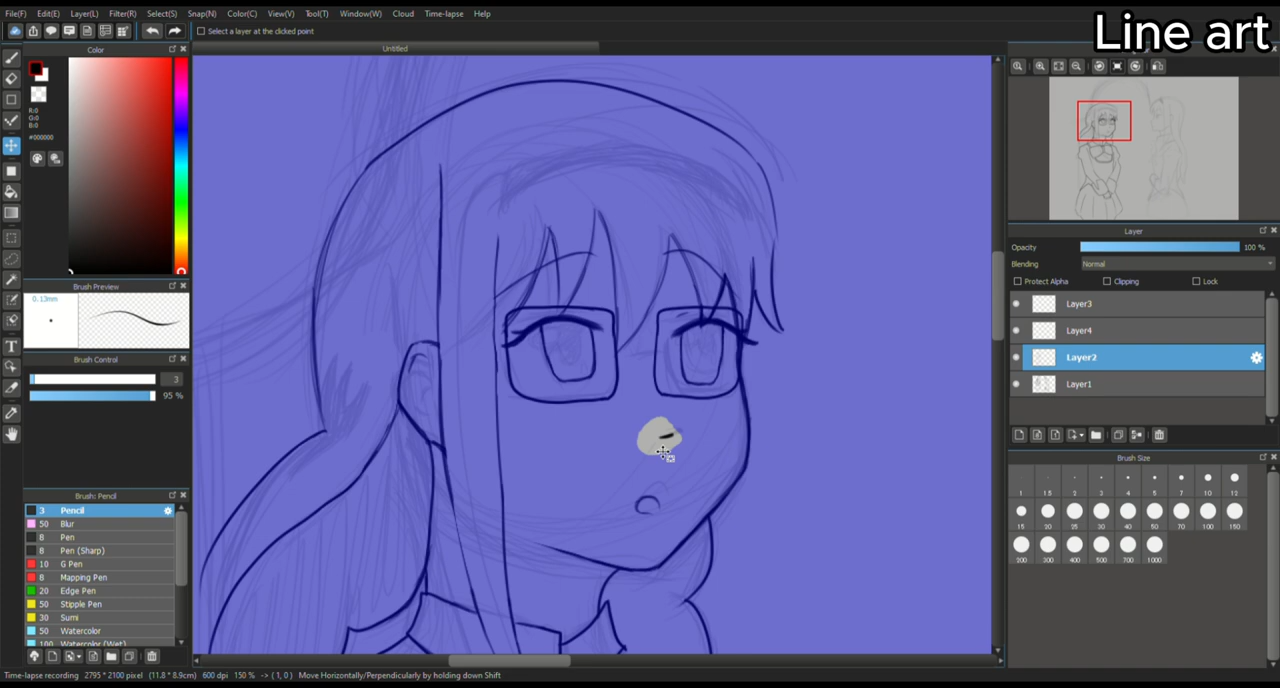 File(F) Edit(E) Layer(L) Filter(R) Select(S) Snap(N) Color(C) View(V) Tool(T) Window(W) Cloud Time-lapse Help
Line art
Select a layer at the clicked point
Color
Untitled
R:0
G:0
B:0
#000000
Brush Preview
0.13mm
Brush Control
3
95 %
Brush: Pencil
3 Pencil
50 Blur
8 Pen
8 Pen (Sharp)
10 G Pen
8 Mapping Pen
20 Edge Pen
50 Stipple Pen
30 Sumi
50 Watercolor
100 Watercolor (Wet)
Layer
Opacity 100 %
Blending Normal
Protect Alpha Clipping Lock
Layer3
Layer4
Layer2
Layer1
Brush Size
1 1.5 2 3 4 5 7 10 12
15 20 25 30 40 50 70 100 150
200 300 400 500 700 1000
Time-lapse recording 2795 * 2100 pixel (11.8 * 8.9cm) 600 dpi 150 % -> ( 1, 0 ) Move Horizontally/Perpendicularly by holding down Shift